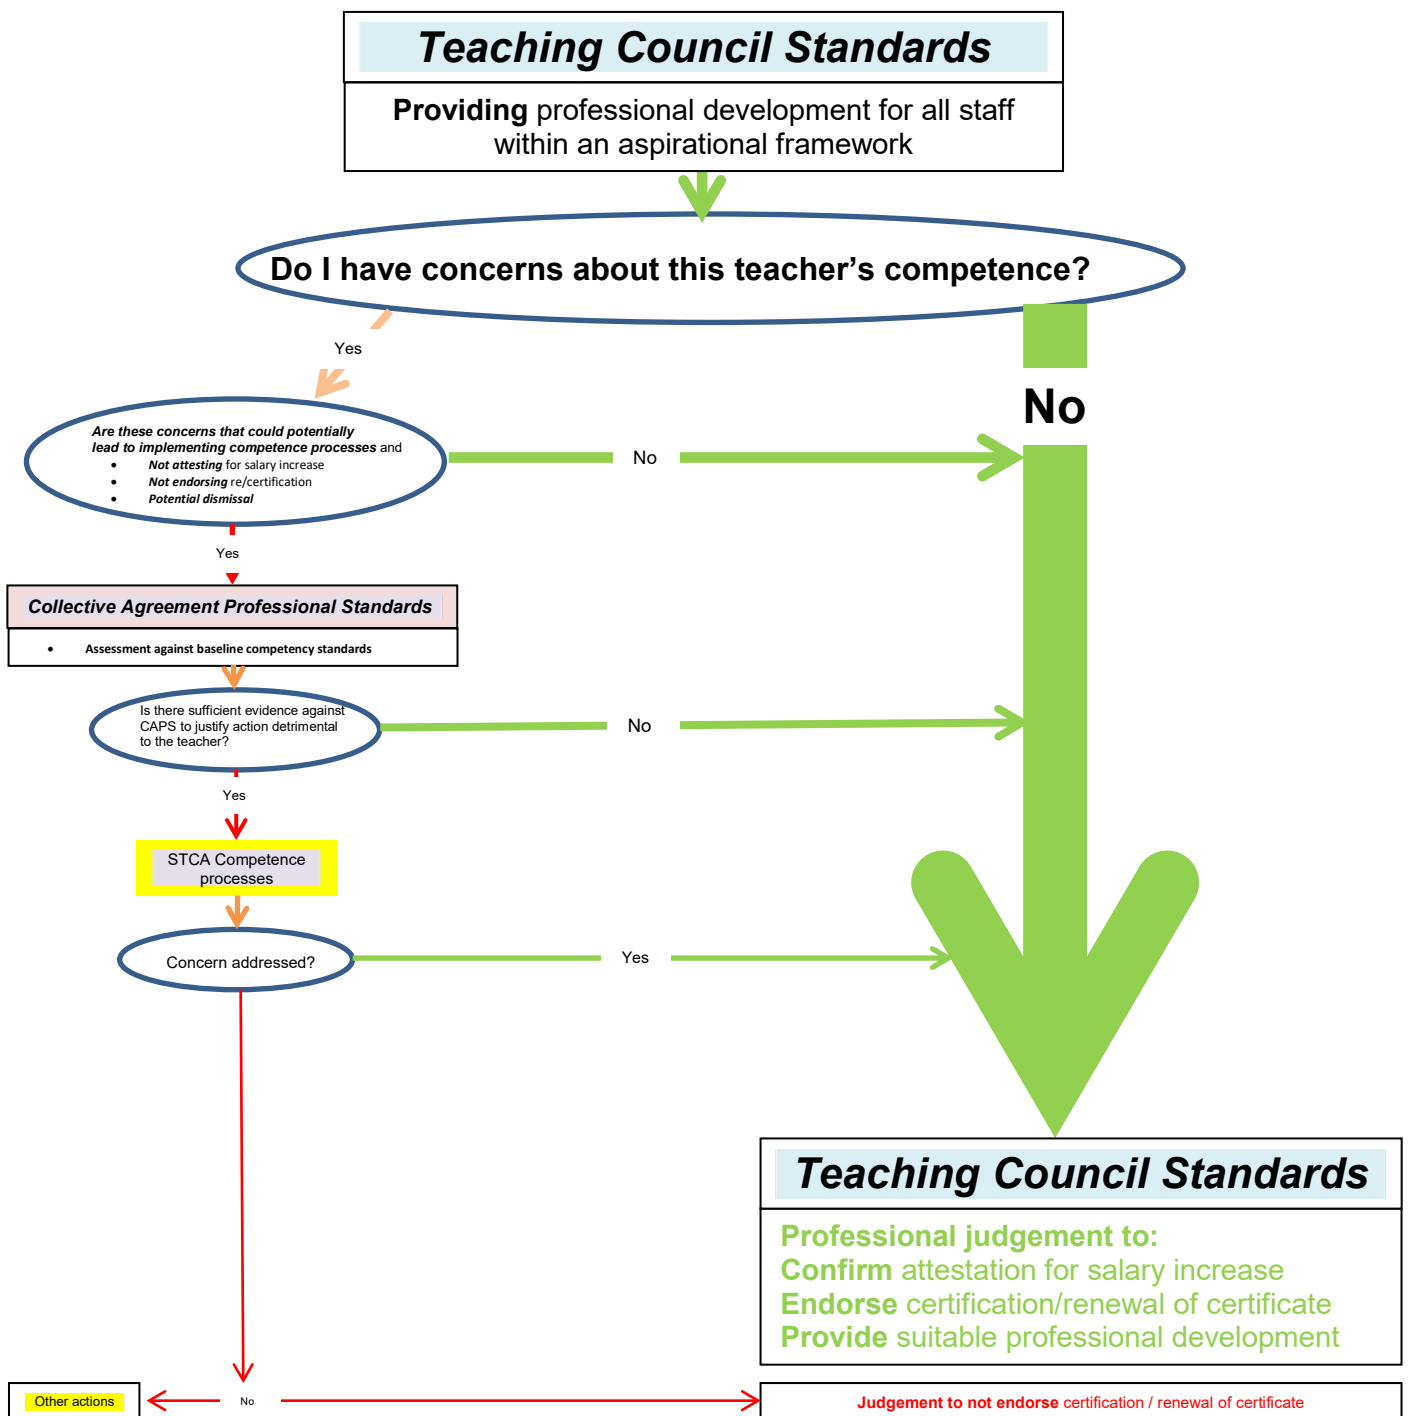 Teaching Council Standards
Providing professional development for all staff
within an aspirational framework
Do I have concerns about this teacher’s competence?
Yes
No
Are these concerns that could potentially
lead to implementing competence processes and
• Not attesting for salary increase
• Not endorsing re/certification
• Potential dismissal
No
Yes
Collective Agreement Professional Standards
• Assessment against baseline competency standards
Is there sufficient evidence against
CAPS to justify action detrimental
to the teacher?
No
Yes
STCA Competence
processes
Concern addressed?
Yes
Teaching Council Standards
Professional judgement to:
Confirm attestation for salary increase
Endorse certification/renewal of certificate
Provide suitable professional development
Other actions
No
Judgement to not endorse certification / renewal of certificate